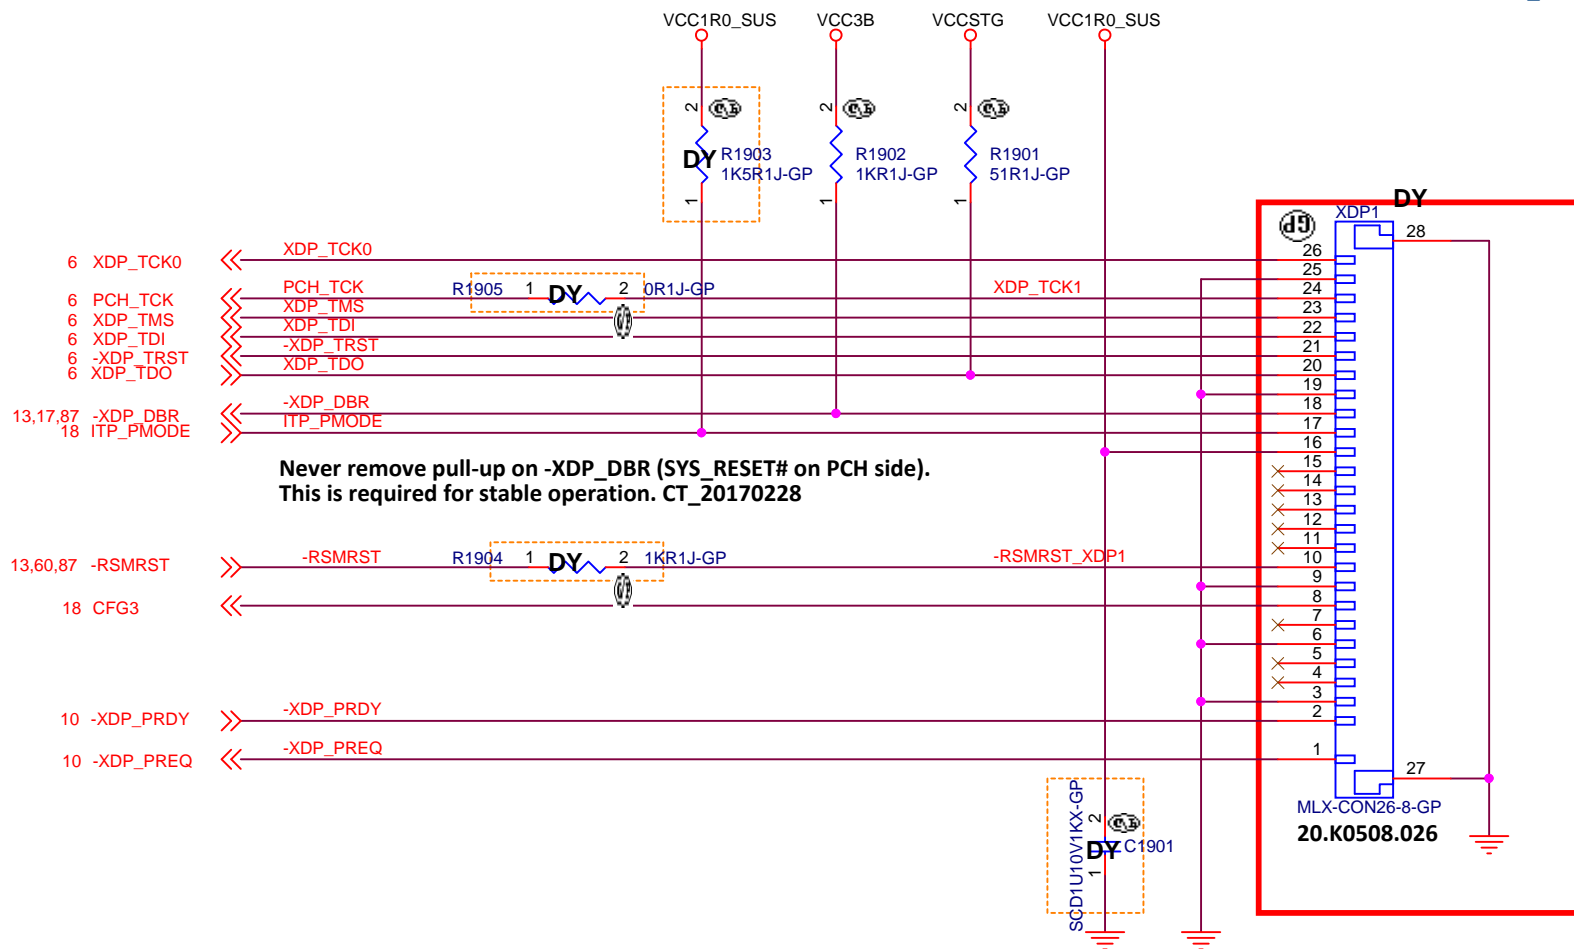 VCC1R0_SUS VCC3B VCCSTG VCC1R0_SUS
2 2 2
DY R1903 R1902 R1901
1K5R1J-GP 1KR1J-GP 51R1J-GP
1 1 1
DY
XDP1
GP
28
6 XDP_TCK0 XDP_TCK0 26
25
6 PCH_TCK PCH_TCK R1905 1 DY 2 0R1J-GP XDP_TCK1 24
6 XDP_TMS XDP_TMS 23
6 XDP_TDI XDP_TDI 22
6 -XDP_TRST -XDP_TRST 21
6 XDP_TDO XDP_TDO 20
19
13,17,87 -XDP_DBR -XDP_DBR 18
18 ITP_PMODE ITP_PMODE 17
16
Never remove pull-up on -XDP_DBR (SYS_RESET# on PCH side). 15
This is required for stable operation. CT_20170228 14
13
12
11
13,60,87 -RSMRST -RSMRST R1904 1 DY 2 1KR1J-GP -RSMRST_XDP1 10
9
18 CFG3 8
7
6
5
4
3
10 -XDP_PRDY -XDP_PRDY 2
10 -XDP_PREQ -XDP_PREQ 1
27
MLX-CON26-8-GP
20.K0508.026
SCD1U10V1KX-GP
2
DY C1901
1